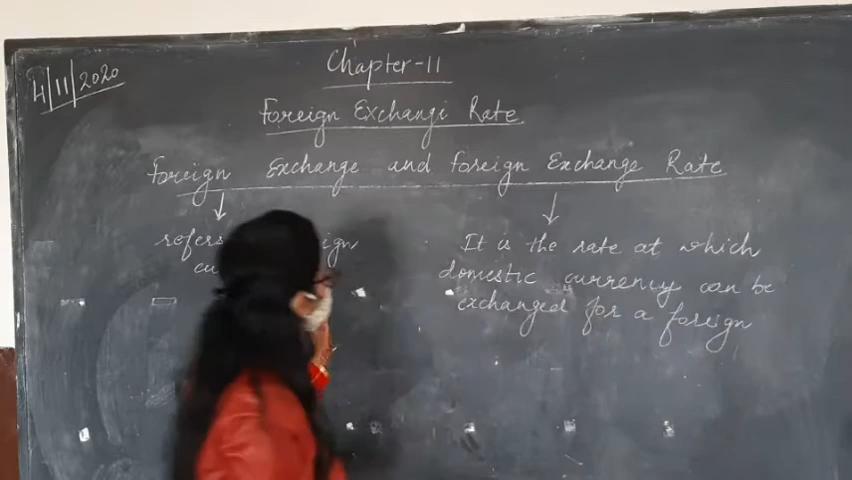 4/11/2020
Chapter-11
Foreign Exchangi Rate
Foreign Exchange and Foreign Exchange Rate
refers
It is the rate at which
domestic currency can be
exchanged for a foreign